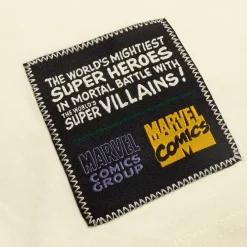 THE WORLD'S MIGHTIEST
SUPER HEROES
IN MORTAL BATTLE WITH
THE WORLD'S
SUPER VILLAINS!
MARVEL
COMICS
GROUP
MARVEL
COMICS